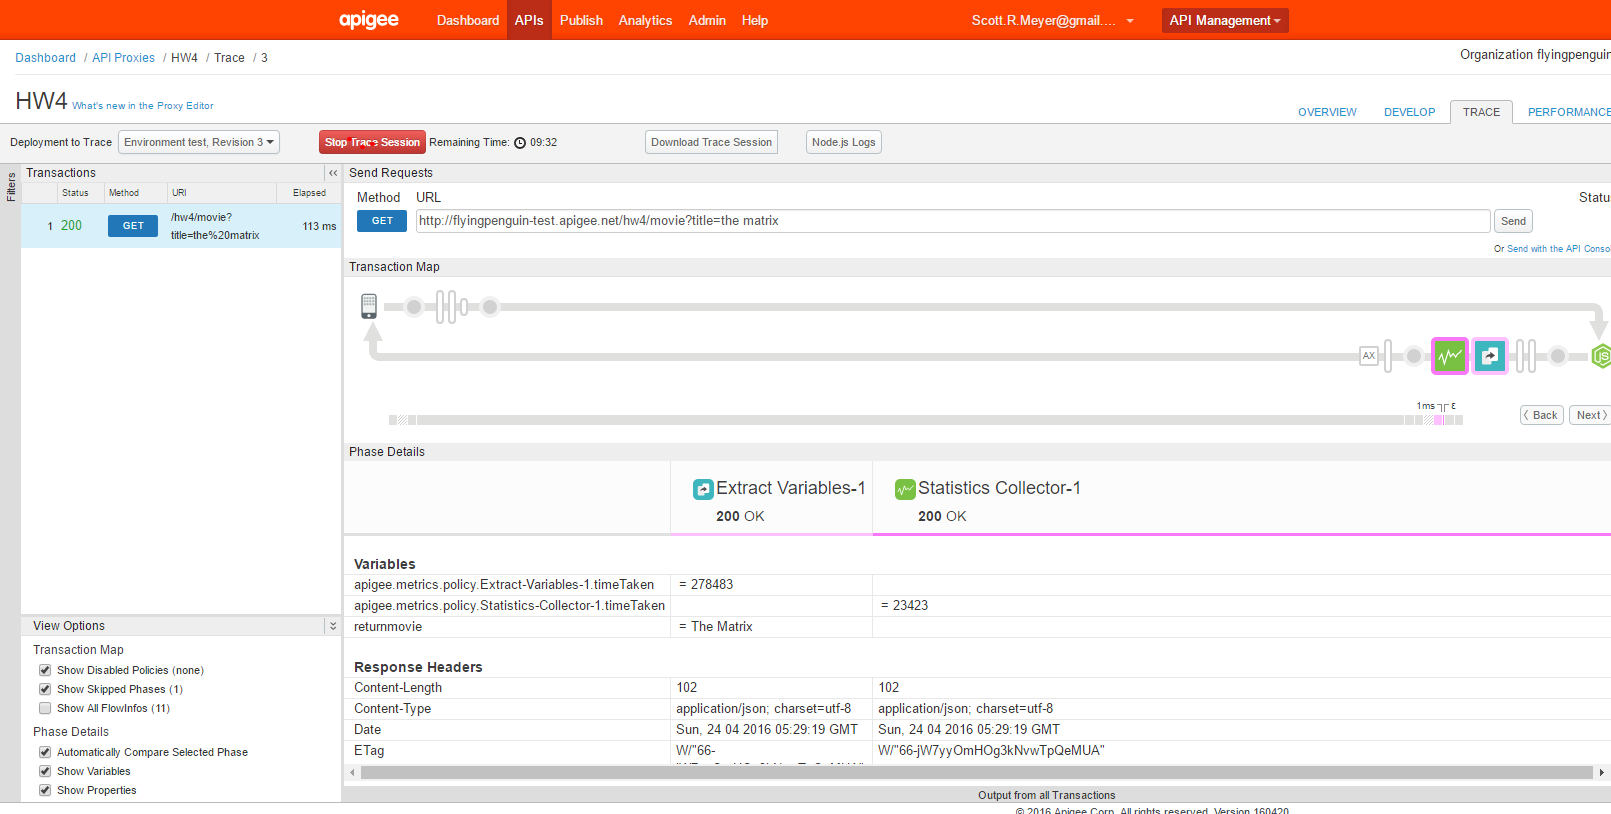 apigee Dashboard APIs Publish Analytics Admin Help Scott.R.Meyer@gmail.... API Management
Dashboard / API Proxies / HW4 / Trace / 3 Organization flyingpenguin
HW4 What's new in the Proxy Editor
OVERVIEW DEVELOP TRACE PERFORMANCE
Deployment to Trace Environment test, Revision 3 Stop Trace Session Remaining Time: 09:32 Download Trace Session Node.js Logs
Filters
Transactions «
Status Method URI Elapsed
1 200 GET /hw4/movie?
title=the%20matrix 113 ms
Send Requests
Method URL Status
GET http://flyingpenguin-test.apigee.net/hw4/movie?title=the matrix Send
Or Send with the API Consol
Transaction Map
AX
JS
1ms ε
Back Next
Phase Details
Extract Variables-1 Statistics Collector-1
200 OK 200 OK
Variables
apigee.metrics.policy.Extract-Variables-1.timeTaken = 278483
apigee.metrics.policy.Statistics-Collector-1.timeTaken = 23423
returnmovie = The Matrix
Response Headers
Content-Length 102 102
Content-Type application/json; charset=utf-8 application/json; charset=utf-8
Date Sun, 24 04 2016 05:29:19 GMT Sun, 24 04 2016 05:29:19 GMT
ETag W/"66- W/"66-jW7yyOmHOg3kNvwTpQeMUA"
View Options
Transaction Map
Show Disabled Policies (none)
Show Skipped Phases (1)
Show All FlowInfos (11)
Phase Details
Automatically Compare Selected Phase
Show Variables
Show Properties
Output from all Transactions
© 2016 Apigee Corp. All rights reserved. Version 160420